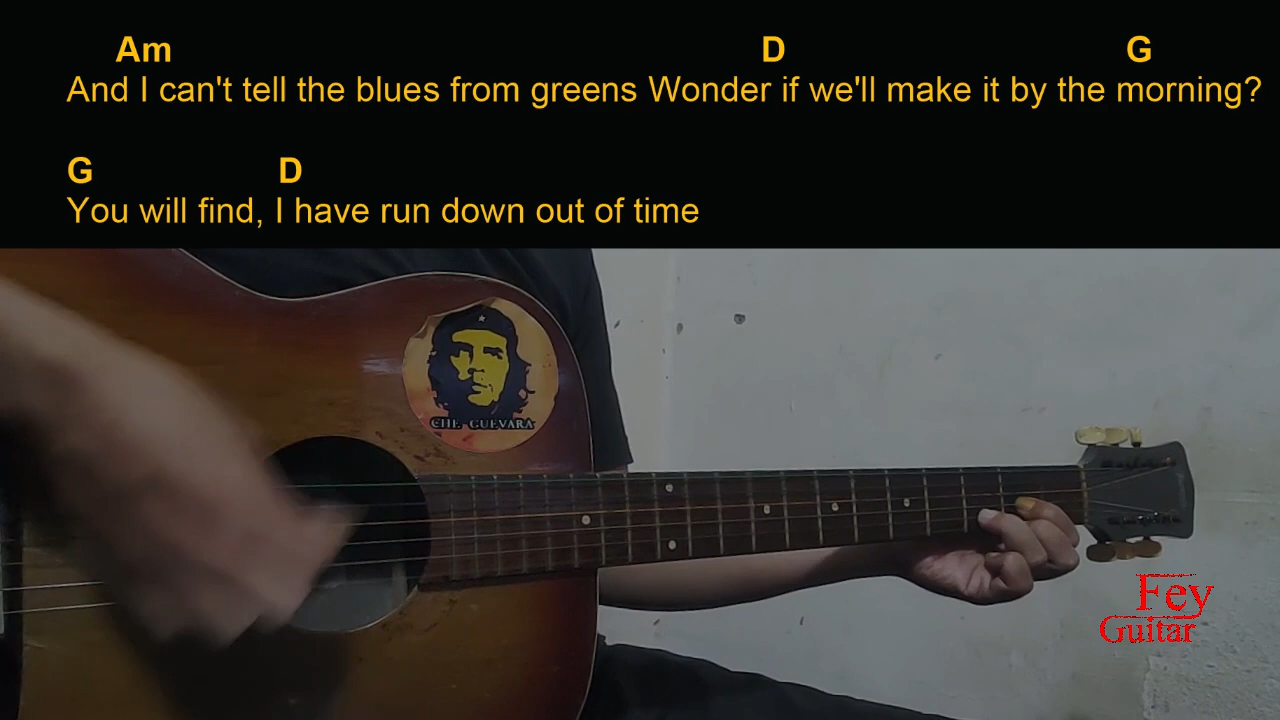 Am D G
And I can't tell the blues from greens Wonder if we'll make it by the morning?
G D
You will find, I have run down out of time
CHE GUEVARA
Fey
Guitar